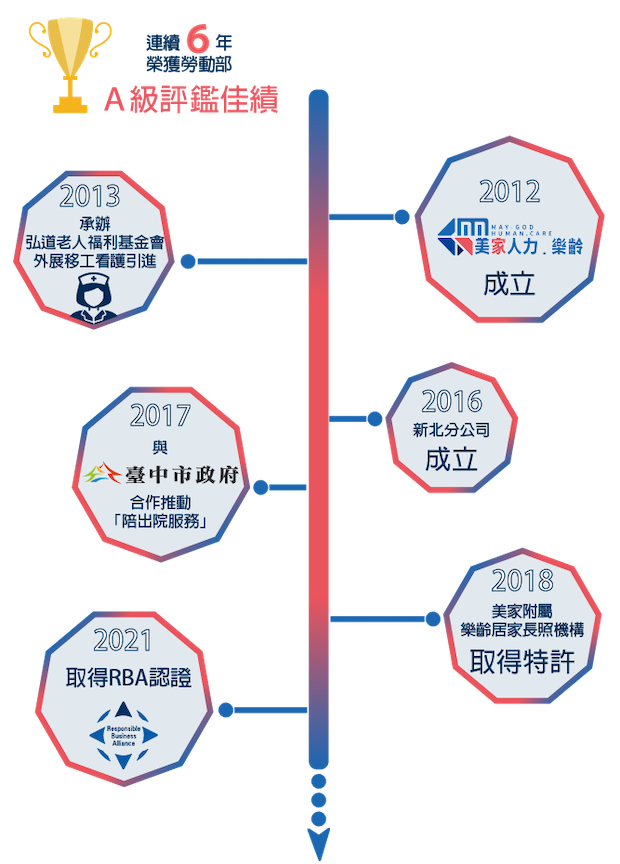 連續6年
榮獲勞動部
A級評鑑佳績
2012
MAY GOD
HUMAN.CARE
美家人力.樂齡
成立
2013
承辦
弘道老人福利基金會
外展移工看護引進
2016
新北分公司
成立
2017
與
臺中市政府
合作推動
「陪出院服務」
2018
美家附屬
樂齡居家長照機構
取得特許
2021
取得RBA認證
Responsible
Business
Alliance